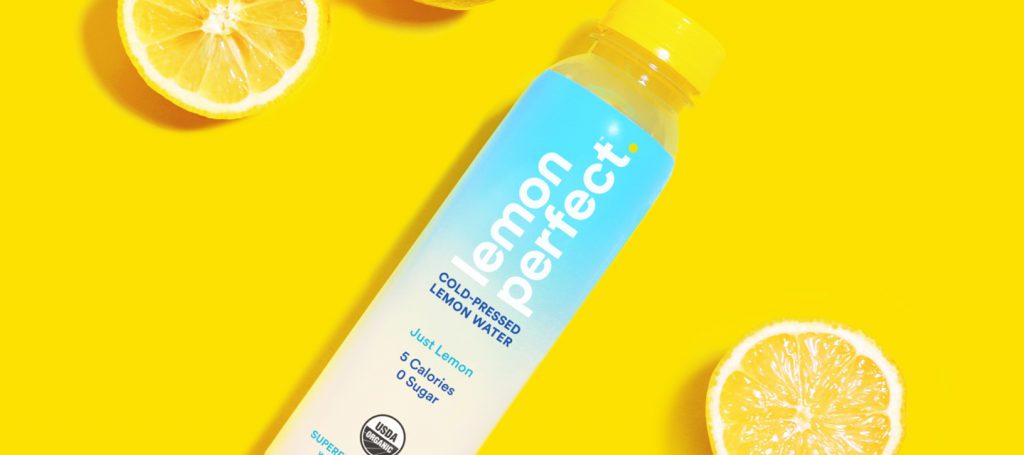 lemon
perfect.
COLD-PRESSED
LEMON WATER
Just Lemon
5 Calories
0 Sugar
USDA
ORGANIC